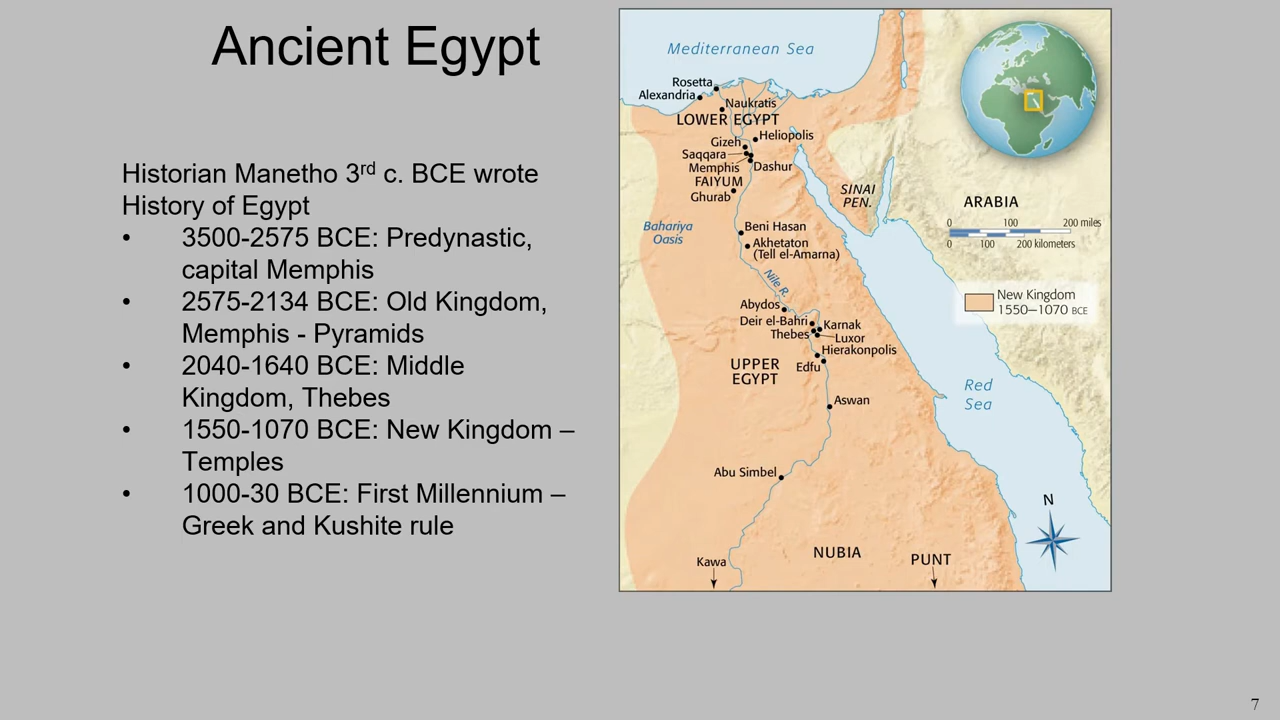 Ancient Egypt
Historian Manetho 3rd c. BCE wrote
History of Egypt
• 3500-2575 BCE: Predynastic,
capital Memphis
• 2575-2134 BCE: Old Kingdom,
Memphis - Pyramids
• 2040-1640 BCE: Middle
Kingdom, Thebes
• 1550-1070 BCE: New Kingdom –
Temples
• 1000-30 BCE: First Millennium –
Greek and Kushite rule
Mediterranean Sea
Rosetta
Alexandria
Naukratis
LOWER EGYPT
Heliopolis
Gizeh
Saqqara
Memphis
Dashur
FAIYUM
Ghurab
SINAI
PEN.
ARABIA
0 100 200 miles
0 100 200 kilometers
Bahariya
Oasis
Beni Hasan
Akhetaton
(Tell el-Amarna)
Nile R.
New Kingdom
1550–1070 BCE
Abydos
Deir el-Bahri
Karnak
Thebes
Luxor
Hierakonpolis
UPPER
EGYPT
Edfu
Red
Sea
Aswan
Abu Simbel
N
NUBIA
Kawa
PUNT
7